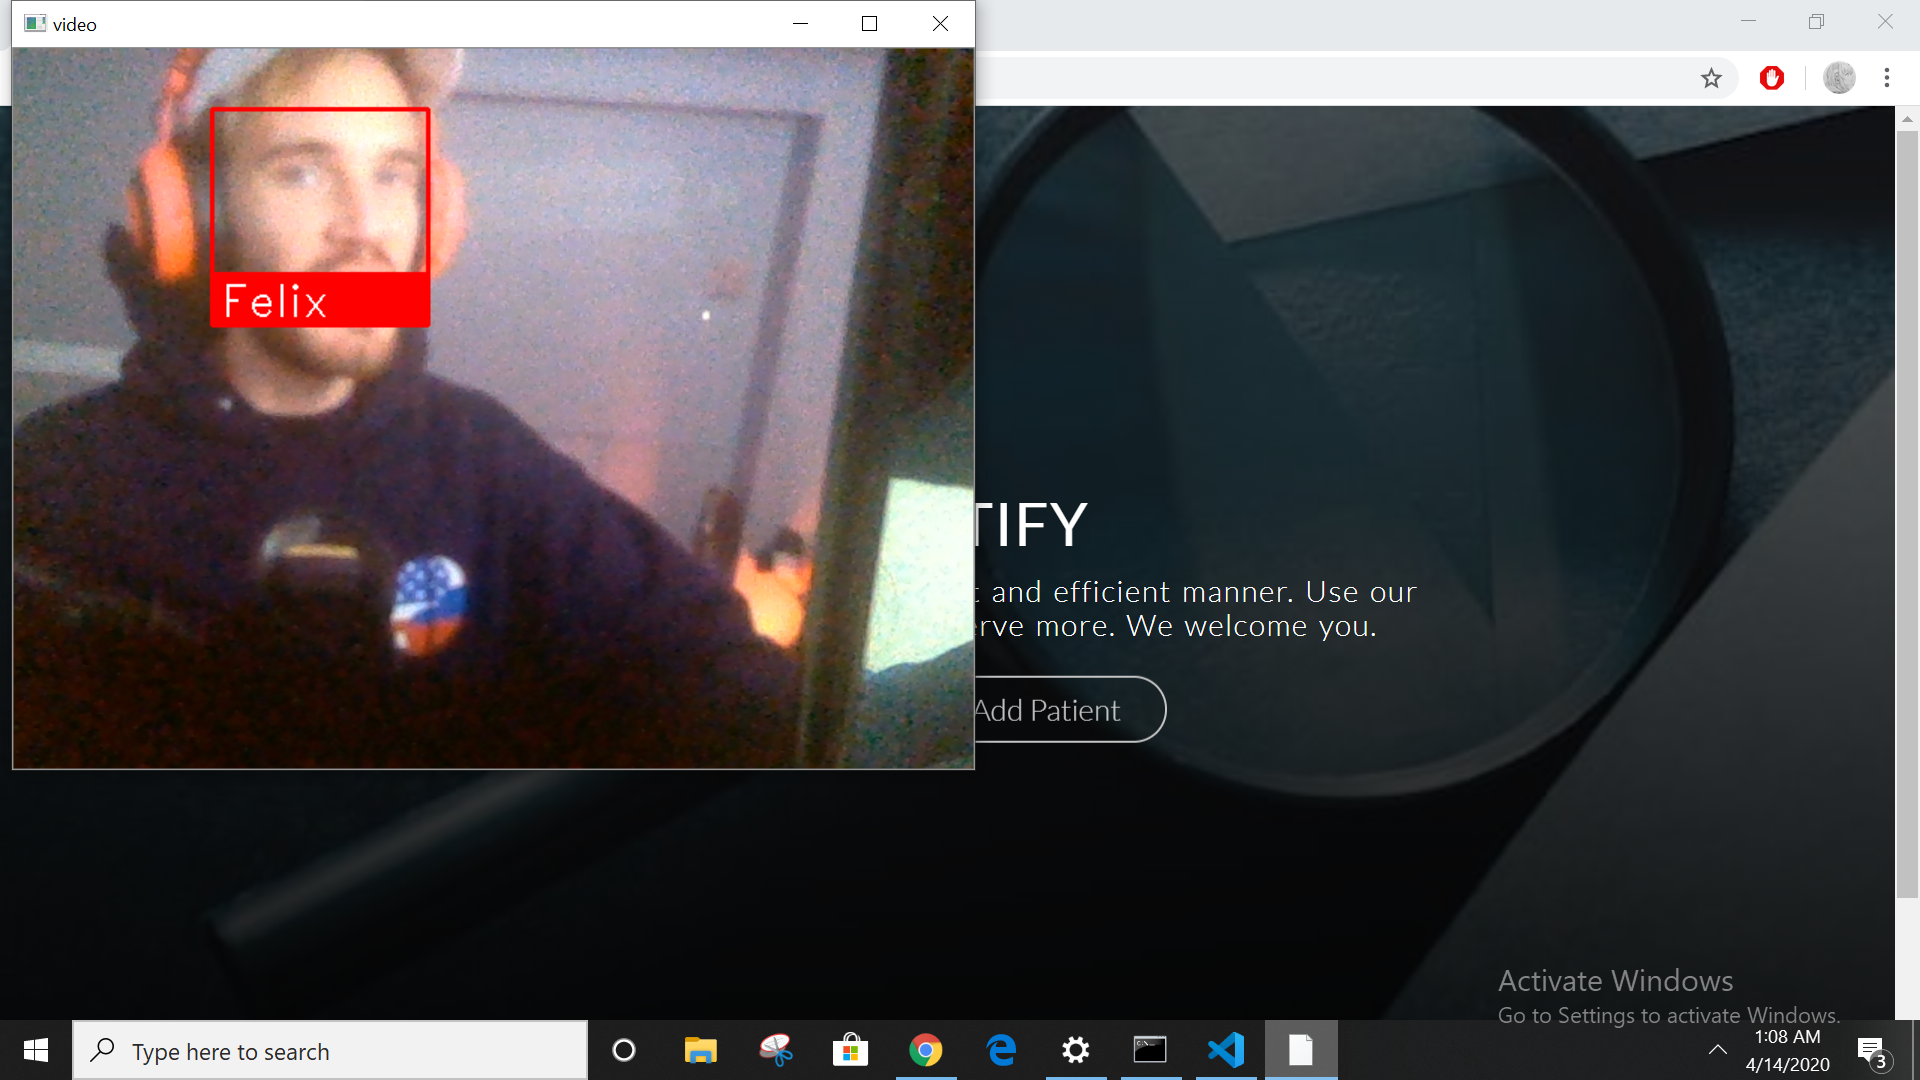 video
Felix
TIFY
t and efficient manner. Use our
rve more. We welcome you.
Add Patient
Activate Windows
Go to Settings to activate Windows.
Type here to search
1:08 AM
4/14/2020
3